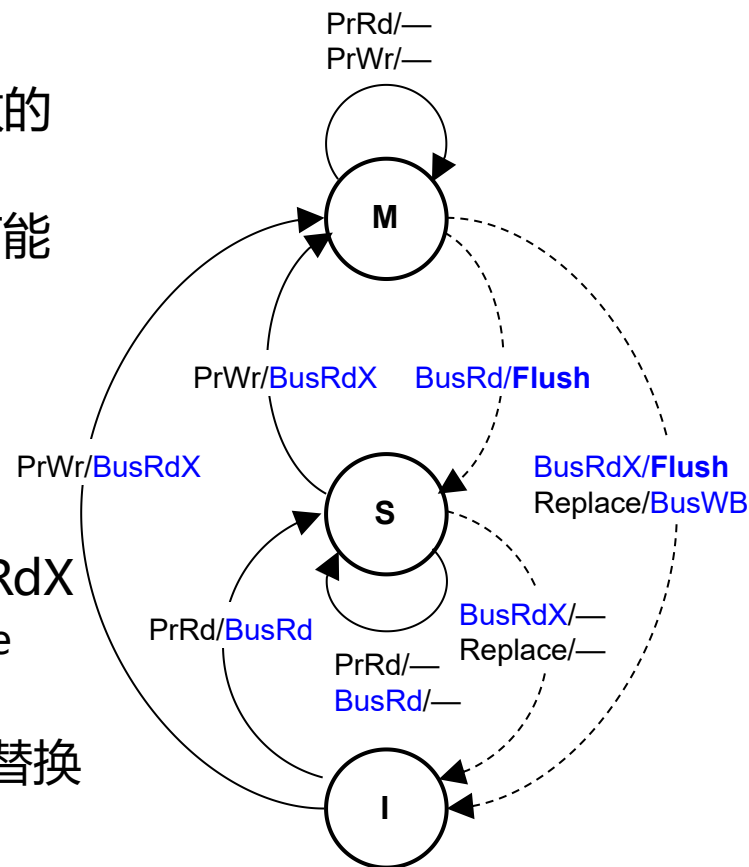 PrRd/—
PrWr/—
的
M
能
PrWr/BusRdX
BusRd/Flush
PrWr/BusRdX
BusRdX/Flush
Replace/BusWB
S
RdX
PrRd/BusRd
BusRdX/—
Replace/—
PrRd/—
BusRd/—
替换
I